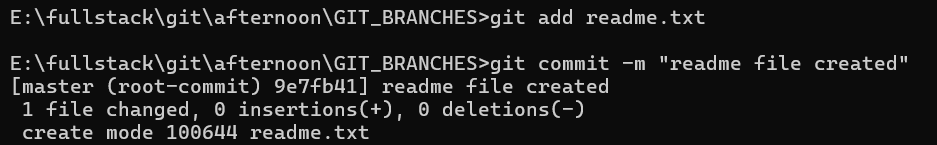 E:\fullstack\git\afternoon\GIT_BRANCHES>git add readme.txt
E:\fullstack\git\afternoon\GIT_BRANCHES>git commit -m "readme file created"
[master (root-commit) 9e7fb41] readme file created
 1 file changed, 0 insertions(+), 0 deletions(-)
 create mode 100644 readme.txt